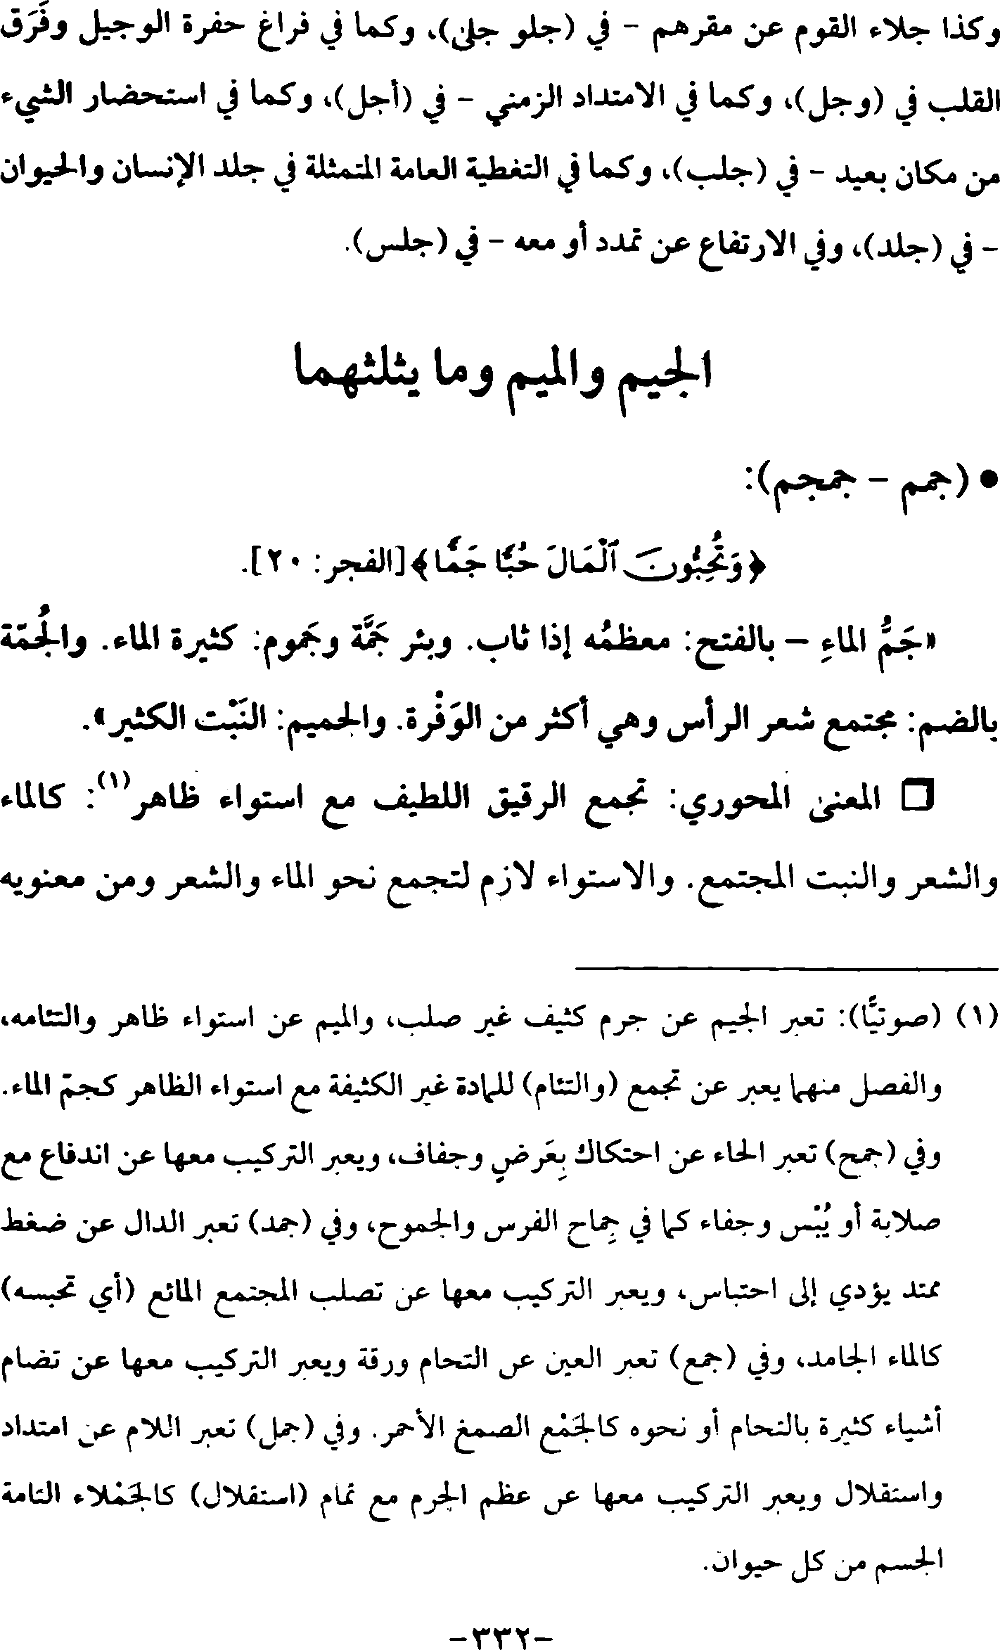 وكذا جلاء القوم عن مقرهم - في (جلو جلى)، وكما في فراغ حفرة الوجيل وفَرَق
القلب في (وجل)، وكما في الامتداد الزمني - في (أجل)، وكما في استحضار الشيء
من مكان بعيد - في (جلب)، وكما في التغطية العامة المتمثلة في جلد الإنسان والحيوان
- في (جلد)، وفي الارتفاع عن تمدد أو معه - في (جلس).
الجيم والميم وما يثلثهما
• (جمم - جمجم):
﴿وَتُحِبُّونَ ٱلْمَالَ حُبًّا جَمًّا﴾ [الفجر: ٢٠].
«جَمُّ الماءِ – بالفتح: معظمُه إذا ثاب. وبئر جَمَّة وجَموم: كثيرة الماء. والجُمّة
بالضم: مجتمع شعر الرأس وهي أكثر من الوَفْرة. والجميم: النَبْت الكثير».
❒ المعنى المحوري: تجمع الرقيق اللطيف مع استواء ظاهر(١): كالماء
والشعر والنبت المجتمع. والاستواء لازم لتجمع نحو الماء والشعر ومن معنويه
(١) (صوتيًّا): تعبر الجيم عن جرم كثيف غير صلب، والميم عن استواء ظاهر والتئامه،
والفصل منهما يعبر عن تجمع (والتئام) للمادة غير الكثيفة مع استواء الظاهر كجمّ الماء.
وفي (جمح) تعبر الحاء عن احتكاك بِعَرضٍ وجفاف، ويعبر التركيب معها عن اندفاع مع
صلابة أو يُبْس وجفاء كما في جِماح الفرس والجموح، وفي (جمد) تعبر الدال عن ضغط
ممتد يؤدي إلى احتباس، ويعبر التركيب معها عن تصلب المجتمع المائع (أي تحبسه)
كالماء الجامد، وفي (جمع) تعبر العين عن التحام ورقة ويعبر التركيب معها عن تضام
أشياء كثيرة بالتحام أو نحوه كالجَمْع الصمغ الأحمر. وفي (جمل) تعبر اللام عن امتداد
واستقلال ويعبر التركيب معها عن عظم الجرم مع تمام (استقلال) كالجَمْلاء التامة
الجسم من كل حيوان.
-٣٣٢-